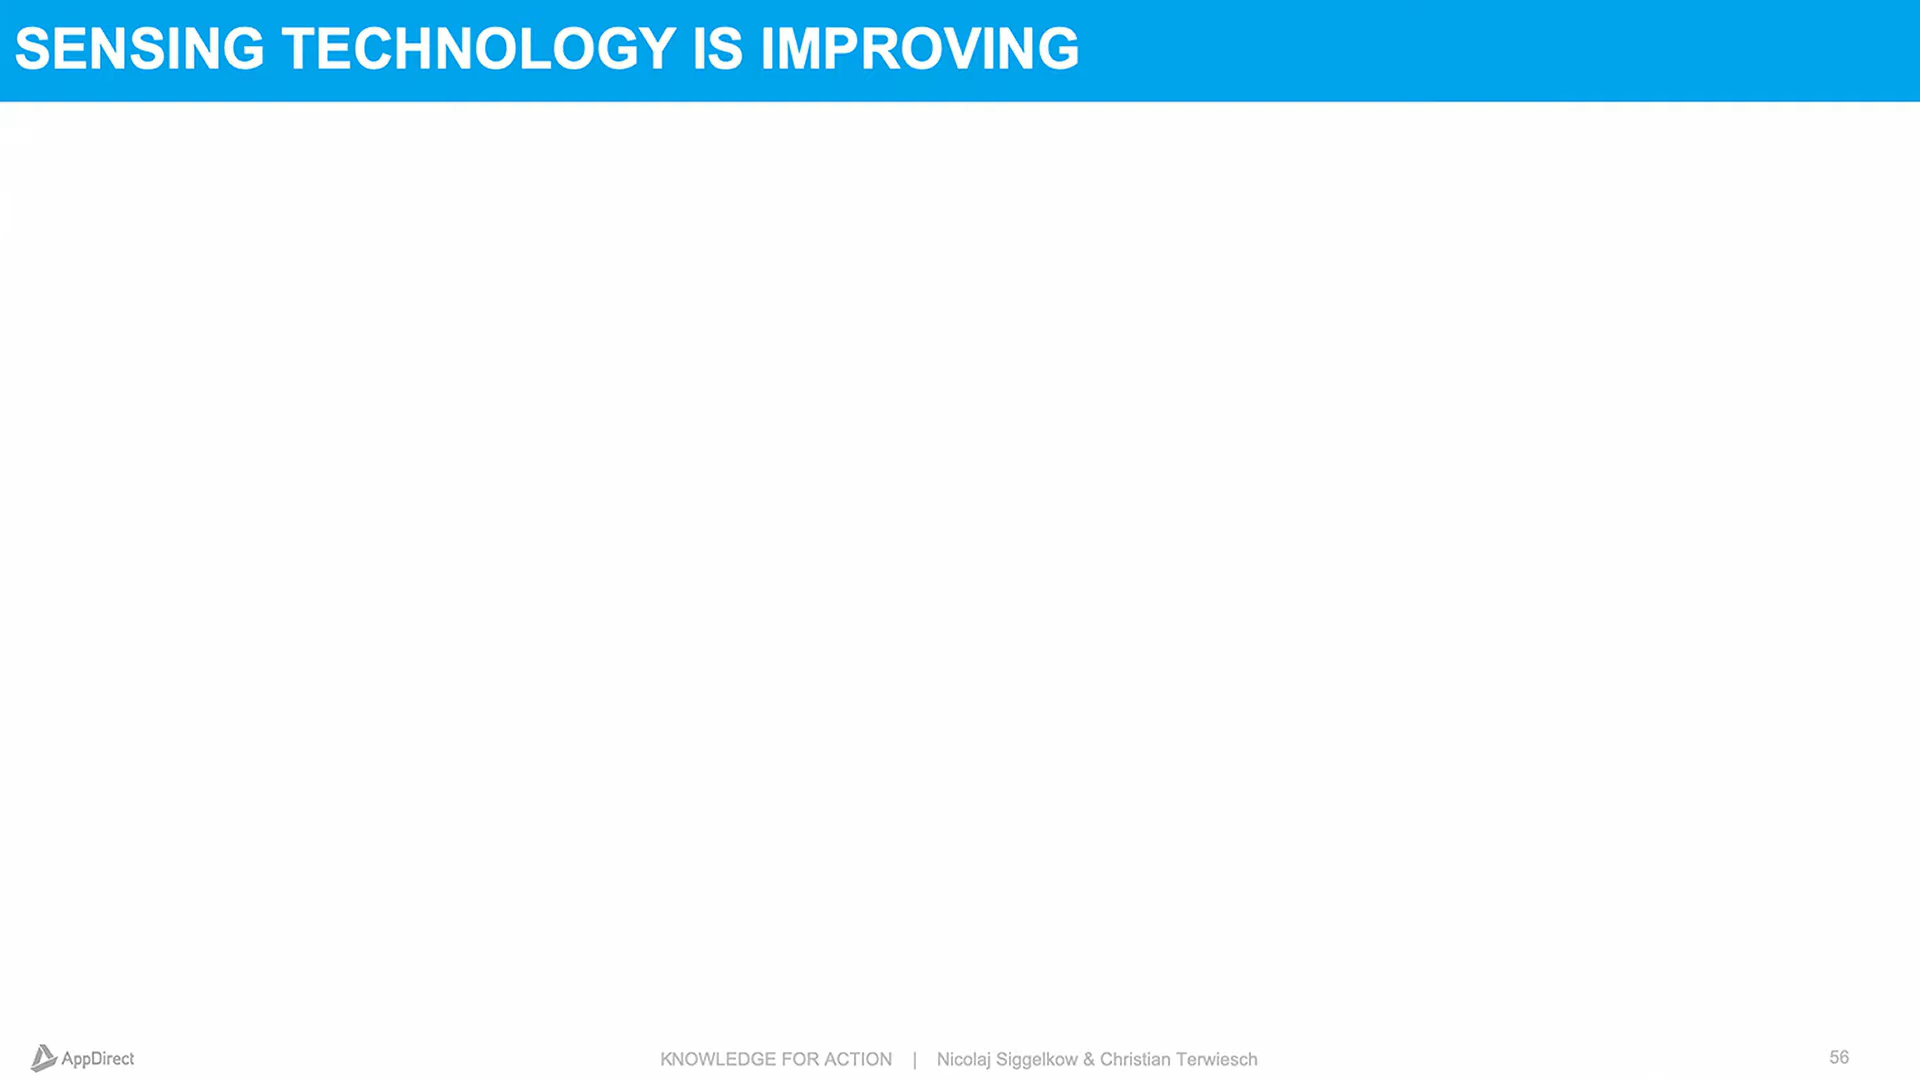 SENSING TECHNOLOGY IS IMPROVING
AppDirect
KNOWLEDGE FOR ACTION | Nicolaj Siggelkow & Christian Terwiesch
56